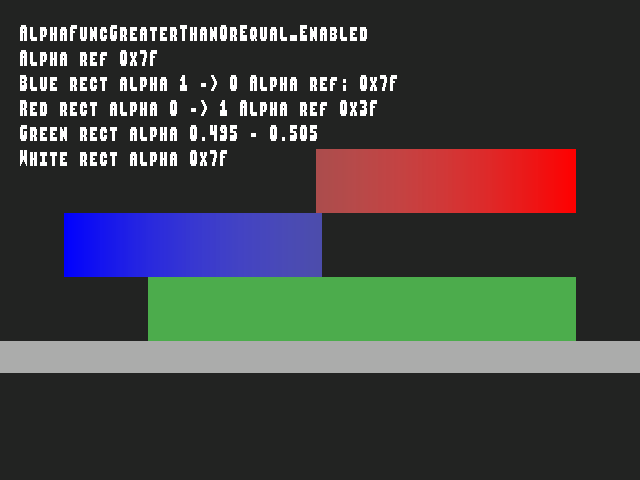 AlphaFuncGreaterThanOrEqual_Enabled
Alpha ref 0x7f
Blue rect alpha 1 -> 0 Alpha ref: 0x7f
Red rect alpha 0 -> 1 Alpha ref 0x3f
Green rect alpha 0.495 - 0.505
White rect alpha 0x7f